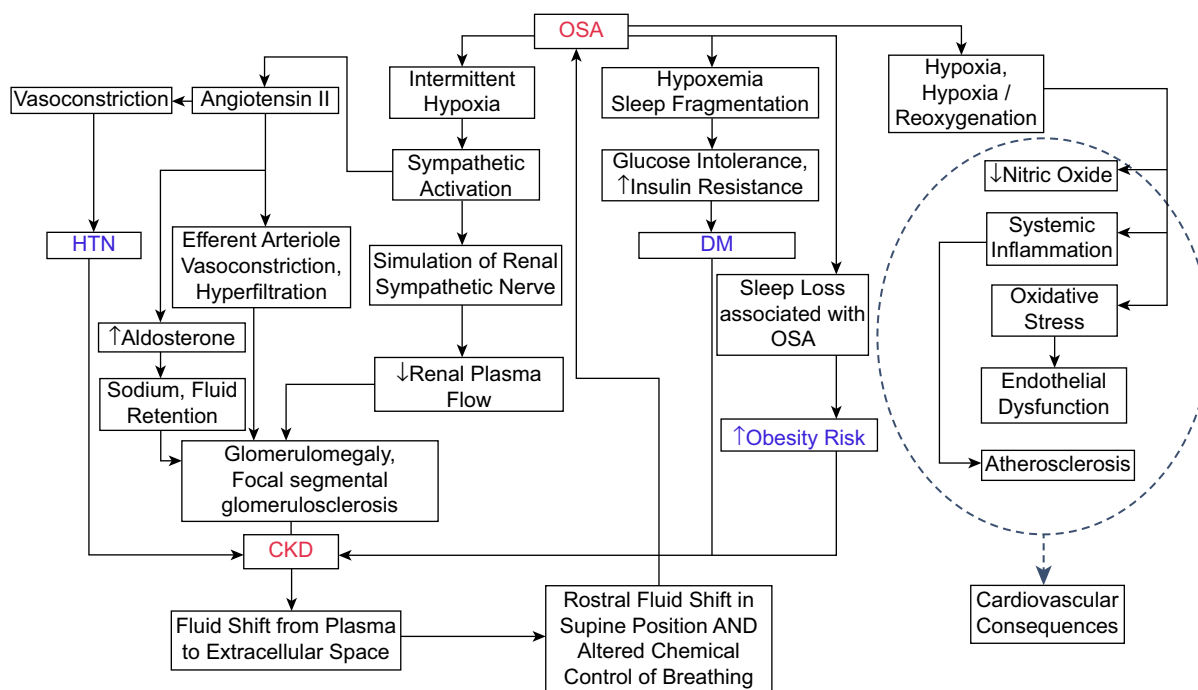 OSA
Intermittent
Hypoxia
Hypoxemia
Sleep Fragmentation
Hypoxia,
Hypoxia /
Reoxygenation
Vasoconstriction
Angiotensin II
Sympathetic
Activation
Glucose Intolerance,
↑Insulin Resistance
↓Nitric Oxide
HTN
Efferent Arteriole
Vasoconstriction,
Hyperfiltration
Simulation of Renal
Sympathetic Nerve
DM
Systemic
Inflammation
Sleep Loss
associated with
OSA
Oxidative
Stress
↑Aldosterone
↓Renal Plasma
Flow
Endothelial
Dysfunction
Sodium, Fluid
Retention
↑Obesity Risk
Glomerulomegaly,
Focal segmental
glomerulosclerosis
Atherosclerosis
CKD
Fluid Shift from Plasma
to Extracellular Space
Rostral Fluid Shift in
Supine Position AND
Altered Chemical
Control of Breathing
Cardiovascular
Consequences